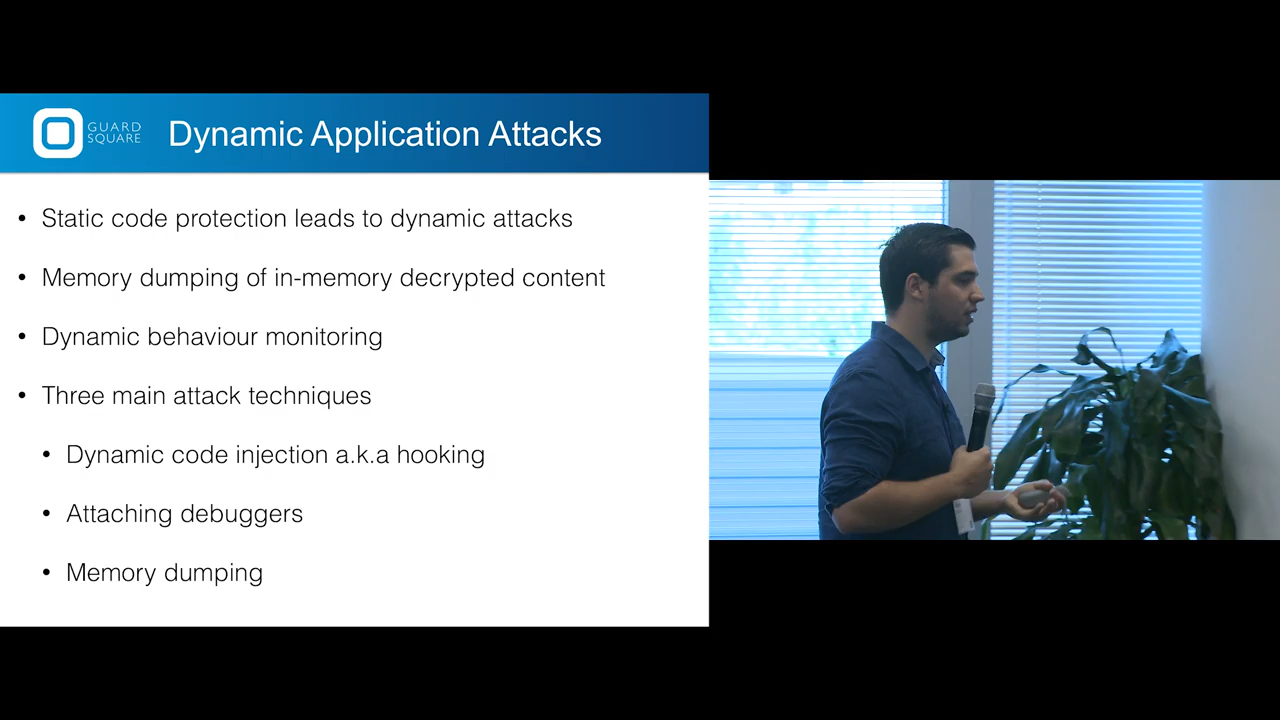 GUARD
SQUARE
Dynamic Application Attacks
• Static code protection leads to dynamic attacks
• Memory dumping of in-memory decrypted content
• Dynamic behaviour monitoring
• Three main attack techniques
• Dynamic code injection a.k.a hooking
• Attaching debuggers
• Memory dumping